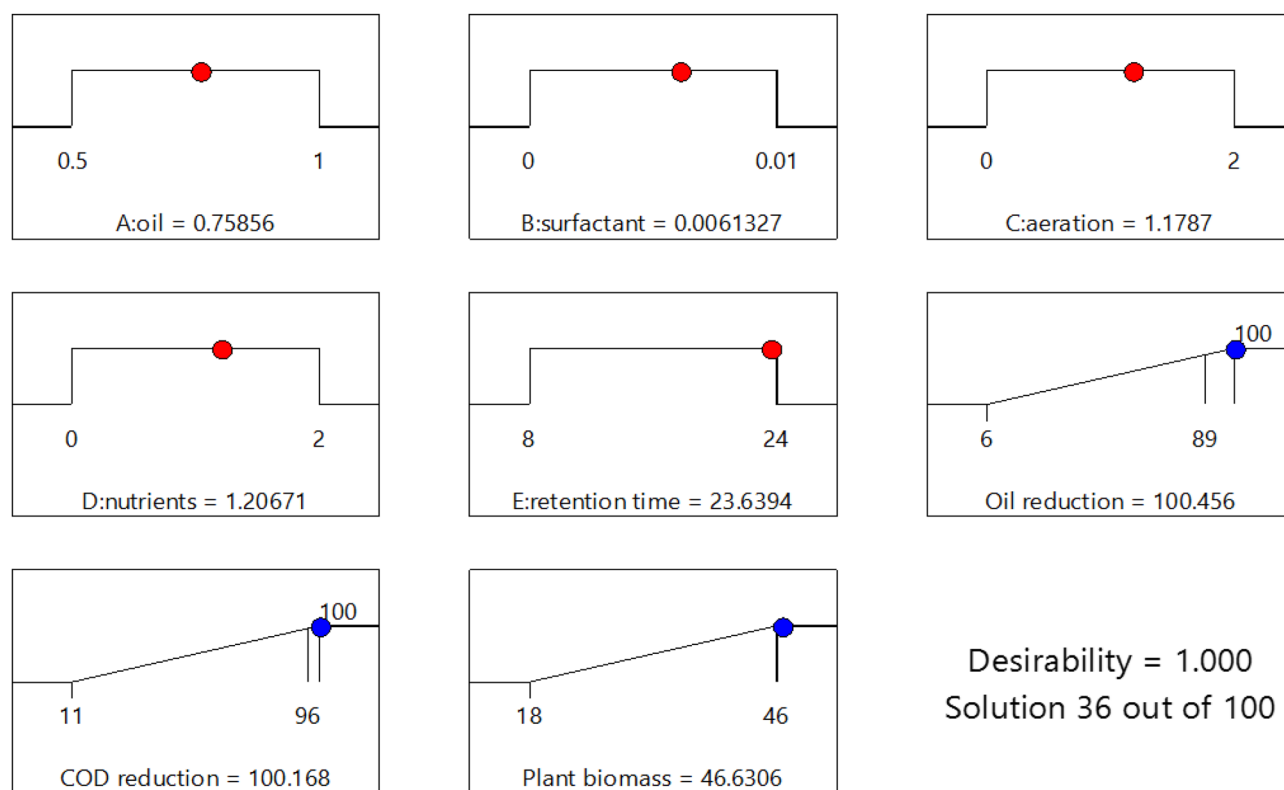 0.5 1
A:oil = 0.75856
0 0.01
B:surfactant = 0.0061327
0 2
C:aeration = 1.1787
0 2
D:nutrients = 1.20671
8 24
E:retention time = 23.6394
100
6 89
Oil reduction = 100.456
100
11 96
COD reduction = 100.168
18 46
Plant biomass = 46.6306
Desirability = 1.000
Solution 36 out of 100